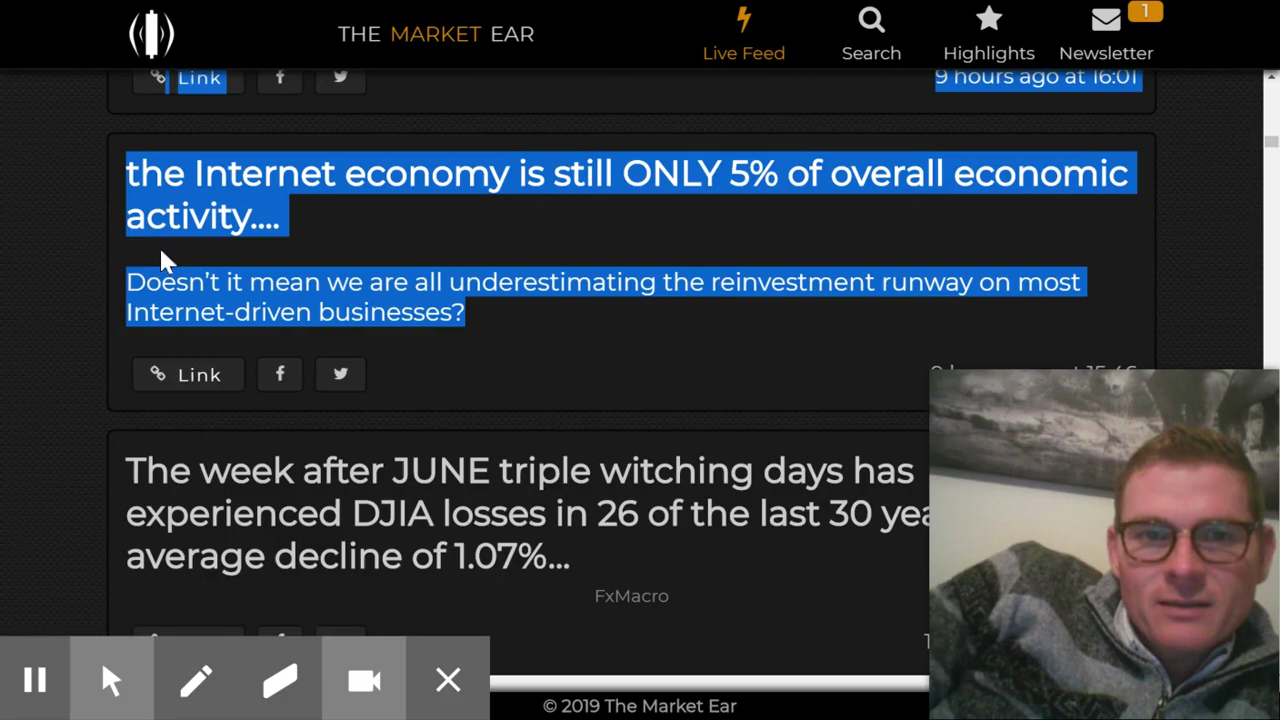 THE MARKET EAR
Live Feed
Search
Highlights
1
Newsletter
Link
9 hours ago at 16:01
the Internet economy is still ONLY 5% of overall economic
activity....
Doesn’t it mean we are all underestimating the reinvestment runway on most
Internet-driven businesses?
Link
The week after JUNE triple witching days has
experienced DJIA losses in 26 of the last 30
average decline of 1.07%...
FxMacro
© 2019 The Market Ear